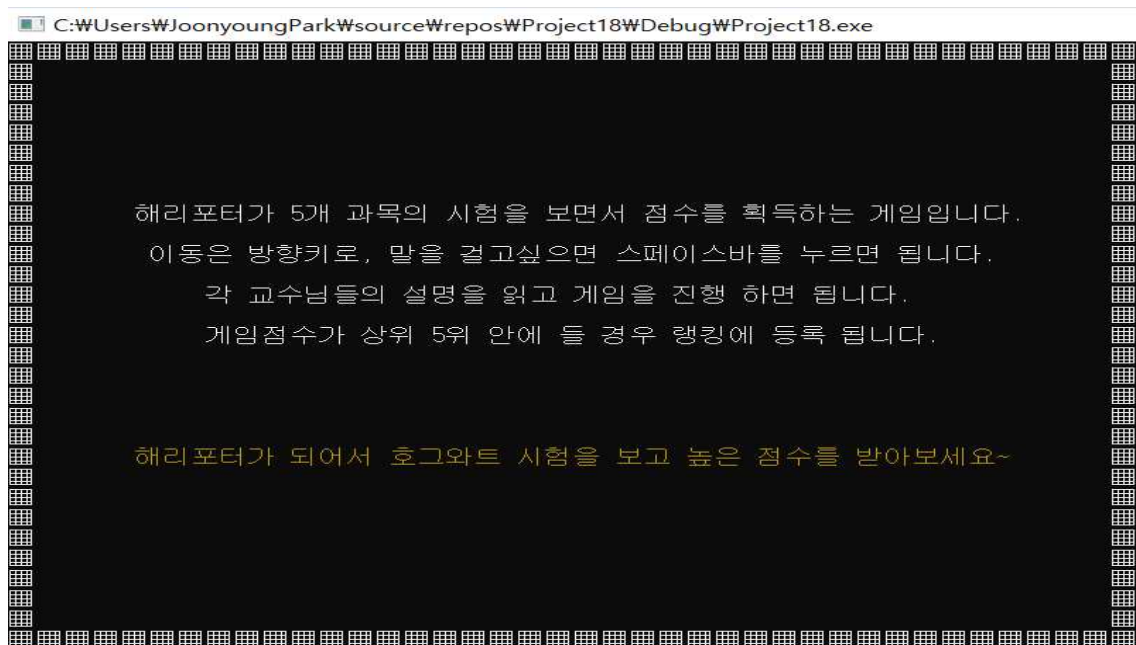 C:₩Users₩JoonyoungPark₩source₩repos₩Project18₩Debug₩Project18.exe
해리포터가 5개 과목의 시험을 보면서 점수를 획득하는 게임입니다.
이동은 방향키로, 말을 걸고싶으면 스페이스바를 누르면 됩니다.
각 교수님들의 설명을 읽고 게임을 진행 하면 됩니다.
게임점수가 상위 5위 안에 들 경우 랭킹에 등록 됩니다.
해리포터가 되어서 호그와트 시험을 보고 높은 점수를 받아보세요~